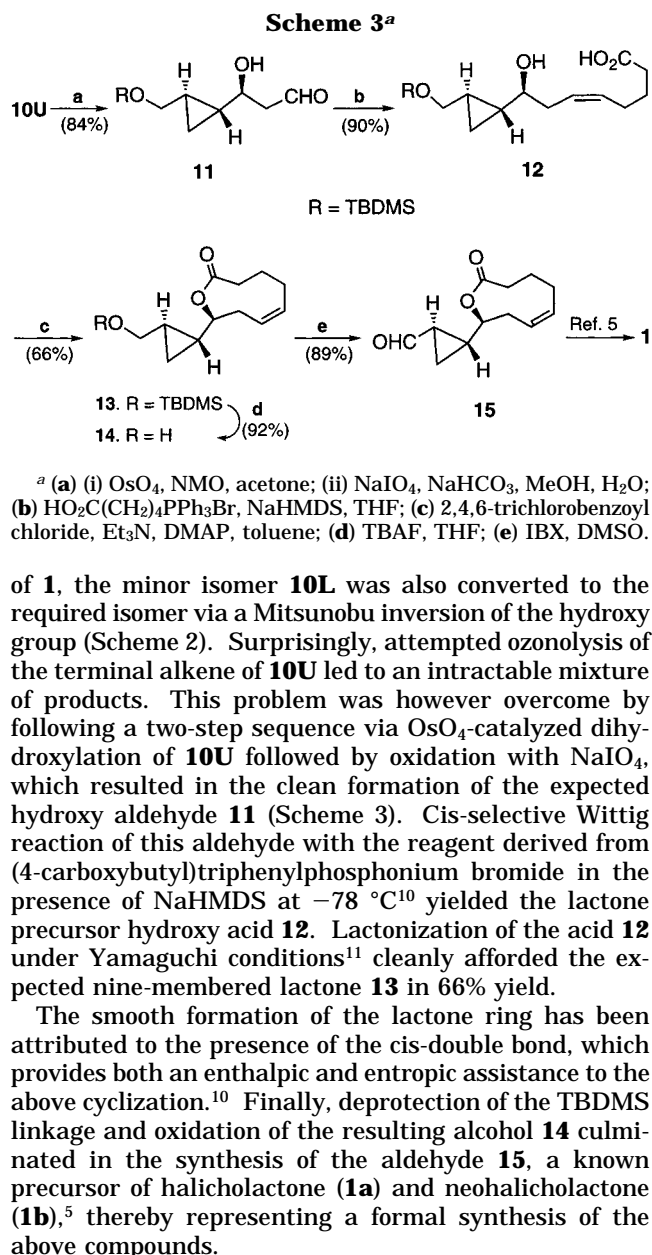 Scheme 3a
10U a (84%) RO H OH CHO H b (90%) RO H OH HO2C H
11 12
R = TBDMS
c (66%) RO H O O H e (89%) OHC H O O H Ref. 5 1
13. R = TBDMS d 15
14. R = H (92%)
a (a) (i) OsO4, NMO, acetone; (ii) NaIO4, NaHCO3, MeOH, H2O;
(b) HO2C(CH2)4PPh3Br, NaHMDS, THF; (c) 2,4,6-trichlorobenzoyl
chloride, Et3N, DMAP, toluene; (d) TBAF, THF; (e) IBX, DMSO.
of 1, the minor isomer 10L was also converted to the
required isomer via a Mitsunobu inversion of the hydroxy
group (Scheme 2). Surprisingly, attempted ozonolysis of
the terminal alkene of 10U led to an intractable mixture
of products. This problem was however overcome by
following a two-step sequence via OsO4-catalyzed dihy-
droxylation of 10U followed by oxidation with NaIO4,
which resulted in the clean formation of the expected
hydroxy aldehyde 11 (Scheme 3). Cis-selective Wittig
reaction of this aldehyde with the reagent derived from
(4-carboxybutyl)triphenylphosphonium bromide in the
presence of NaHMDS at −78 °C10 yielded the lactone
precursor hydroxy acid 12. Lactonization of the acid 12
under Yamaguchi conditions11 cleanly afforded the ex-
pected nine-membered lactone 13 in 66% yield.
The smooth formation of the lactone ring has been
attributed to the presence of the cis-double bond, which
provides both an enthalpic and entropic assistance to the
above cyclization.10 Finally, deprotection of the TBDMS
linkage and oxidation of the resulting alcohol 14 culmi-
nated in the synthesis of the aldehyde 15, a known
precursor of halicholactone (1a) and neohalicholactone
(1b),5 thereby representing a formal synthesis of the
above compounds.